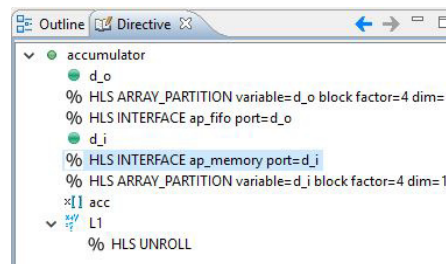 Outline Directive
accumulator
d_o
% HLS ARRAY_PARTITION variable=d_o block factor=4 dim=
% HLS INTERFACE ap_fifo port=d_o
d_i
% HLS INTERFACE ap_memory port=d_i
% HLS ARRAY_PARTITION variable=d_i block factor=4 dim=1
x[] acc
L1
% HLS UNROLL